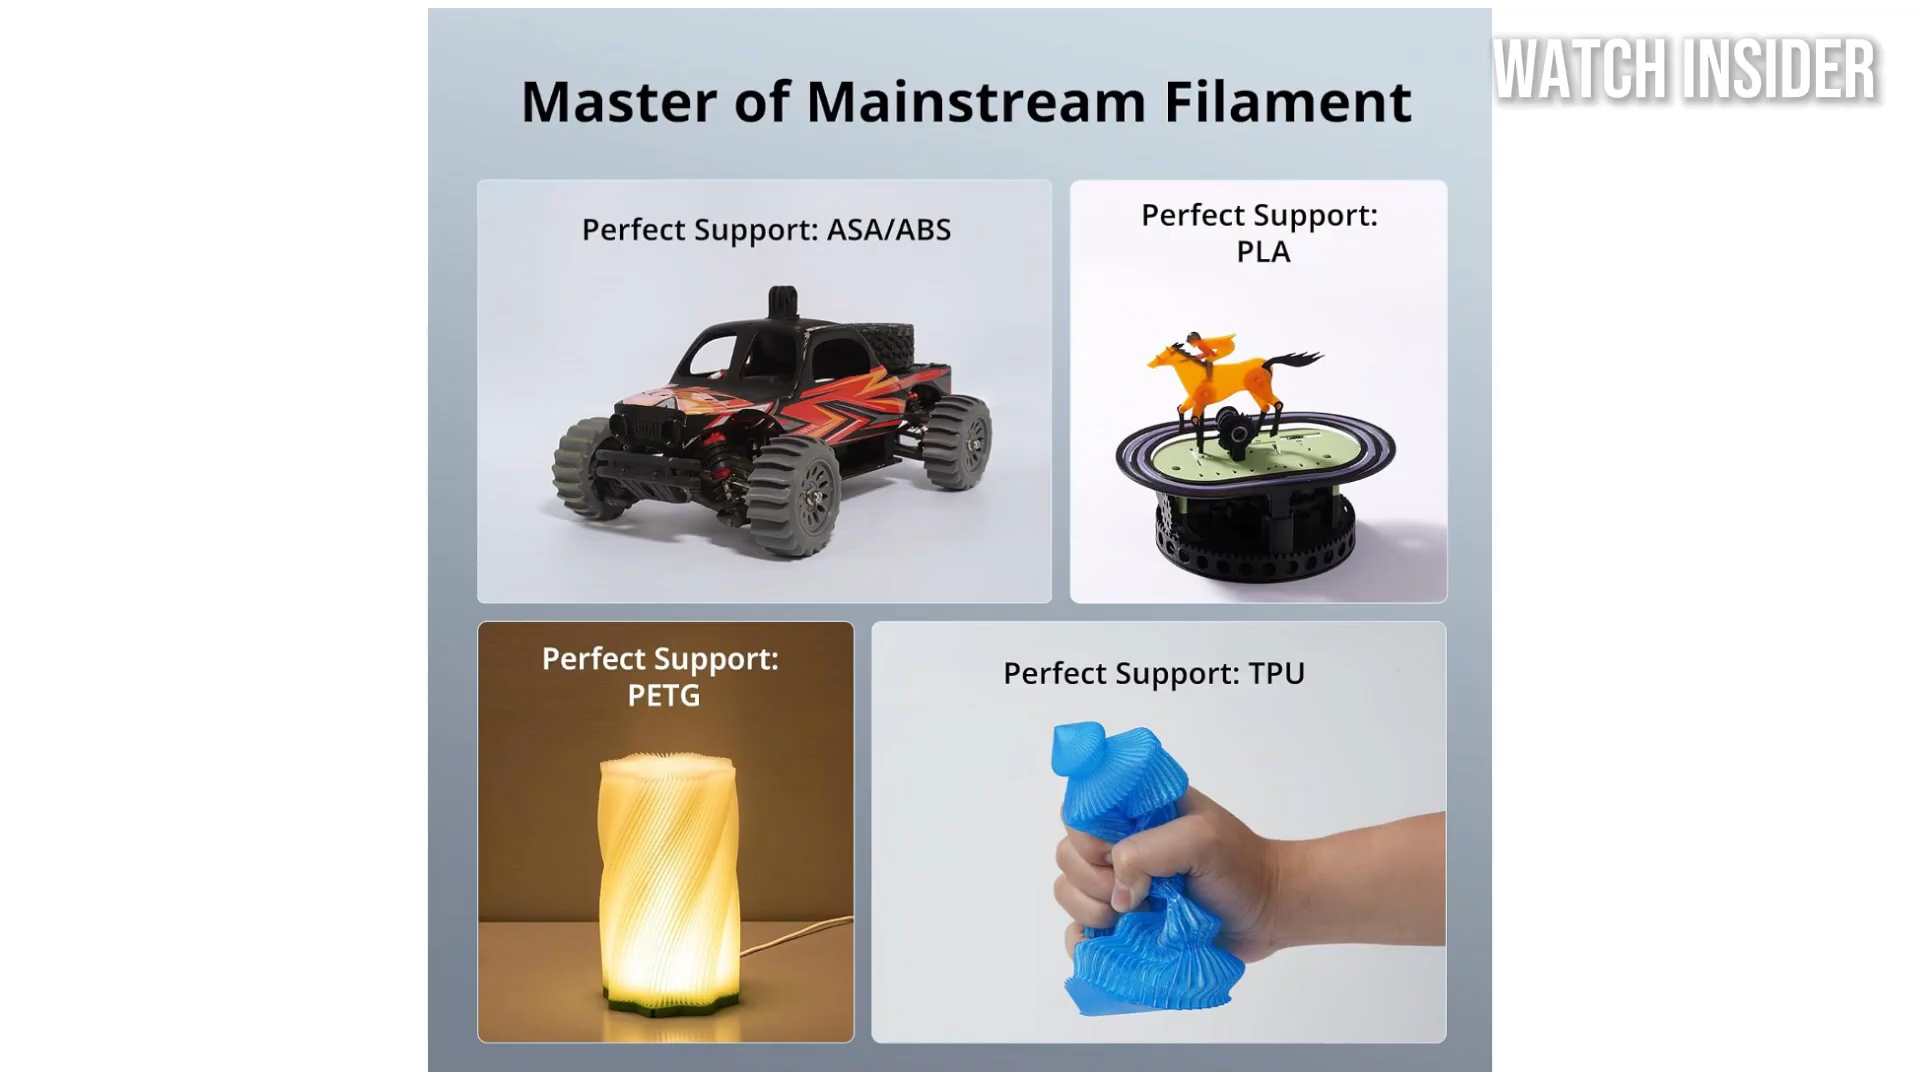 WATCH INSIDER
Master of Mainstream Filament
Perfect Support: ASA/ABS
Perfect Support:
PLA
Perfect Support:
PETG
Perfect Support: TPU